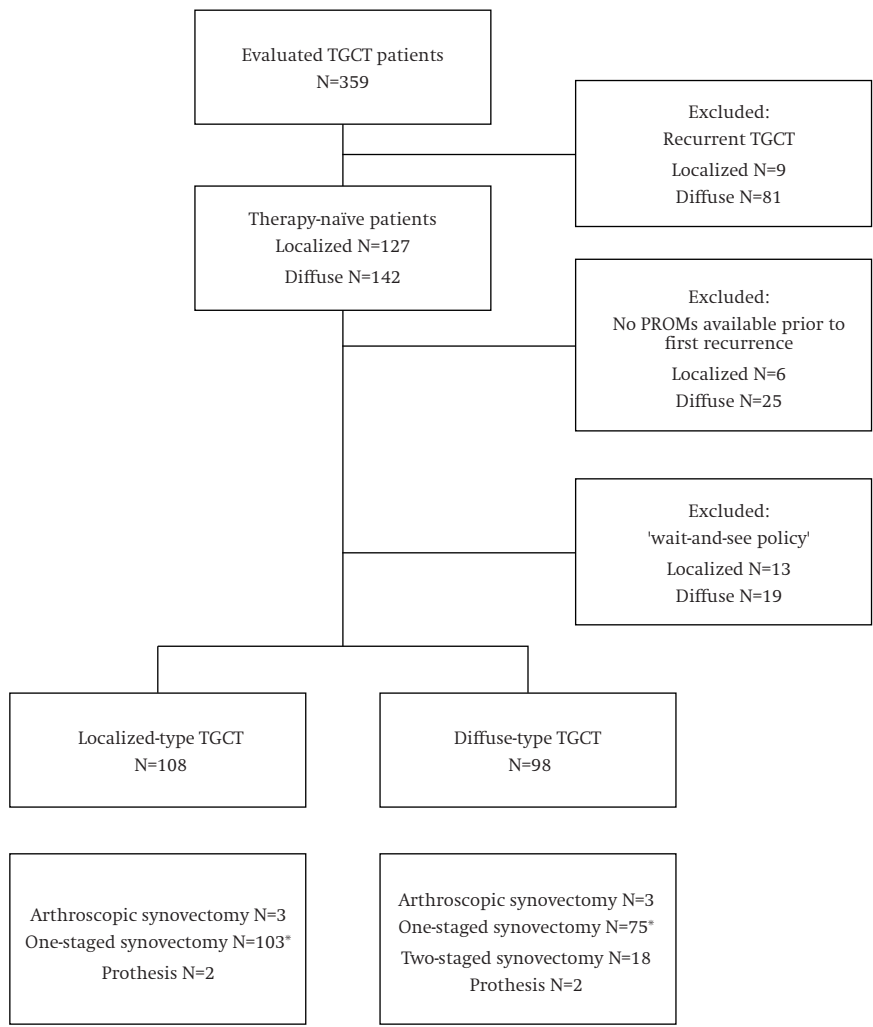 Evaluated TGCT patients
N=359
Excluded:
Recurrent TGCT
Localized N=9
Diffuse N=81
Therapy-naïve patients
Localized N=127
Diffuse N=142
Excluded:
No PROMs available prior to
first recurrence
Localized N=6
Diffuse N=25
Excluded:
'wait-and-see policy'
Localized N=13
Diffuse N=19
Localized-type TGCT
N=108
Diffuse-type TGCT
N=98
Arthroscopic synovectomy N=3
One-staged synovectomy N=103*
Prothesis N=2
Arthroscopic synovectomy N=3
One-staged synovectomy N=75*
Two-staged synovectomy N=18
Prothesis N=2